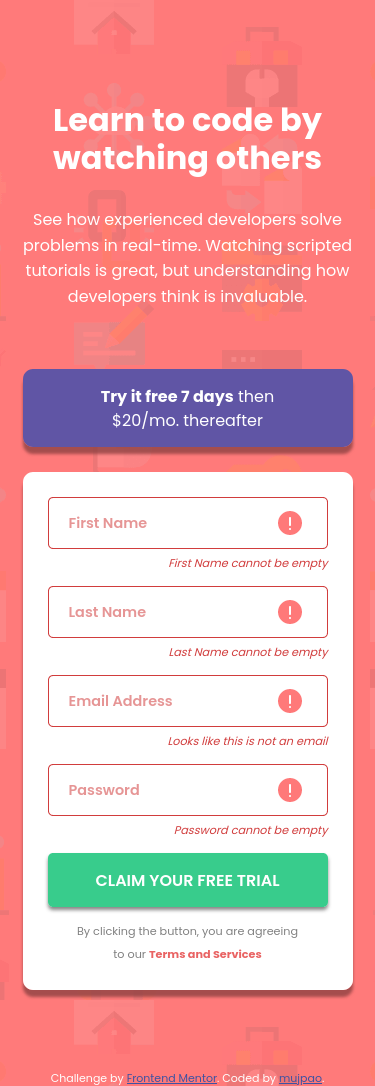 Learn to code by
watching others
See how experienced developers solve
problems in real-time. Watching scripted
tutorials is great, but understanding how
developers think is invaluable.
Try it free 7 days then
$20/mo. thereafter
First Name
First Name cannot be empty
Last Name
Last Name cannot be empty
Email Address
Looks like this is not an email
Password
Password cannot be empty
CLAIM YOUR FREE TRIAL
By clicking the button, you are agreeing
to our Terms and Services
Challenge by Frontend Mentor. Coded by mujpao.